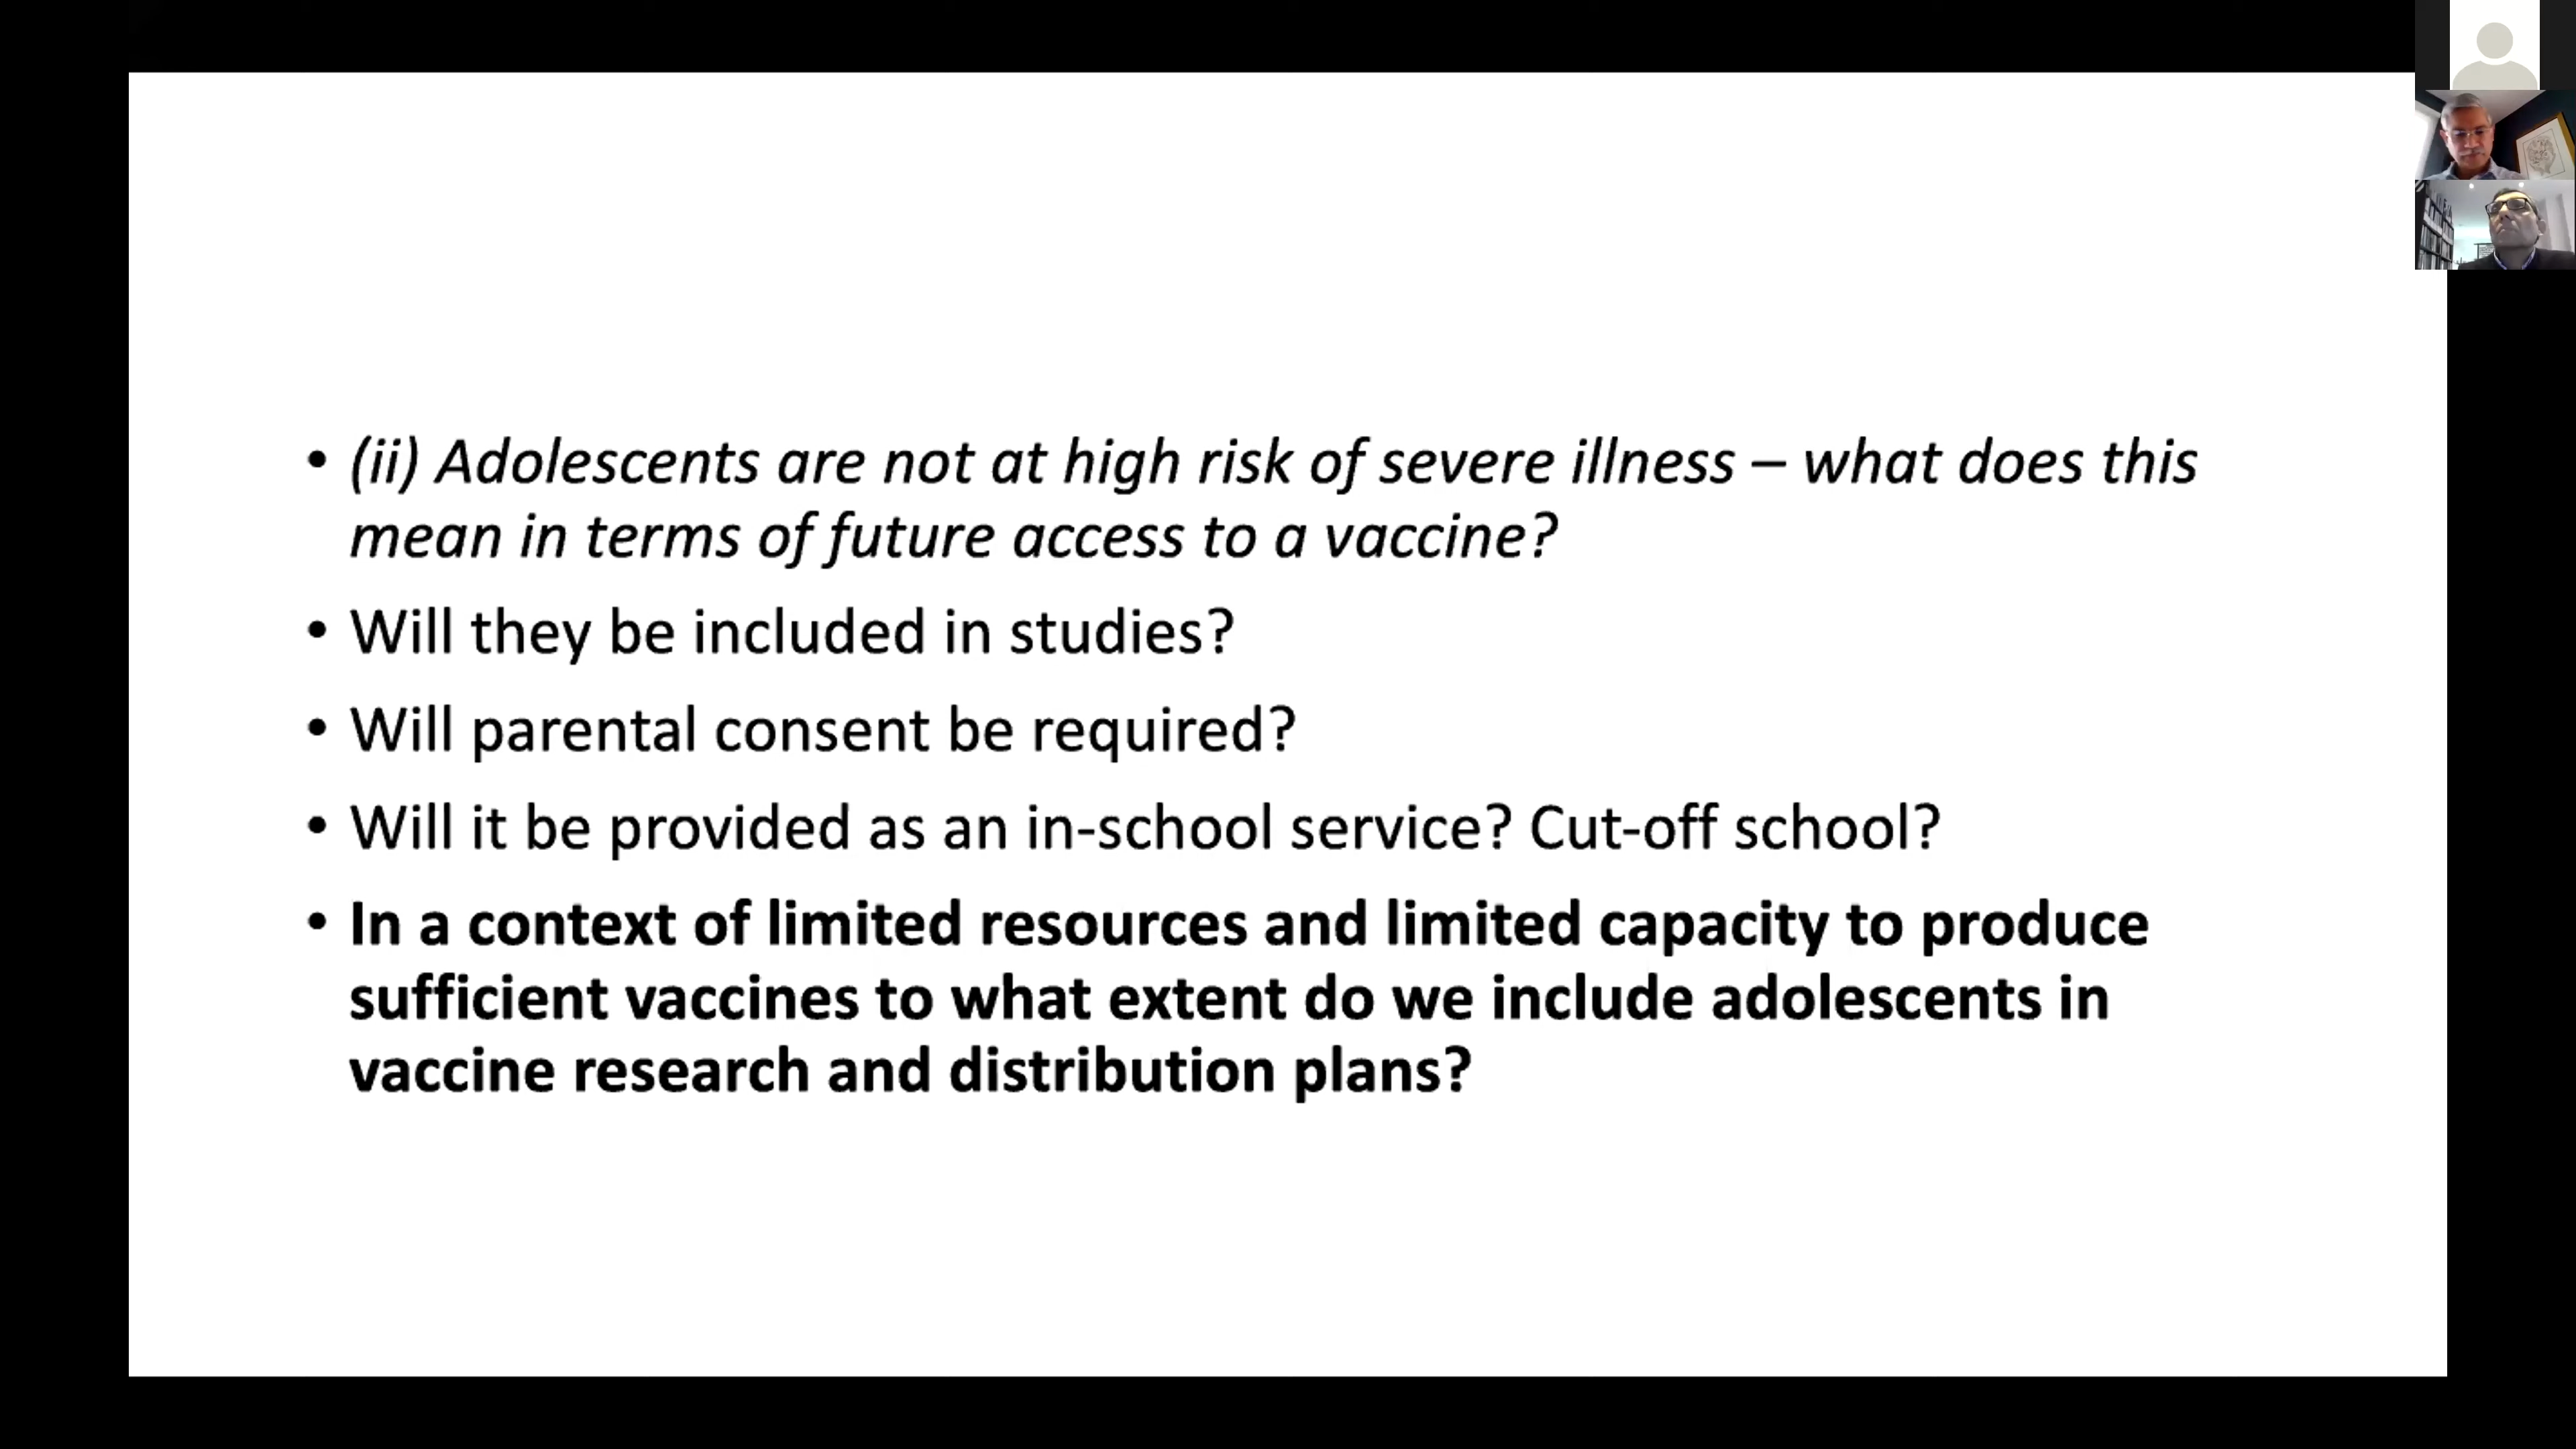 • (ii) Adolescents are not at high risk of severe illness – what does this
mean in terms of future access to a vaccine?
• Will they be included in studies?
• Will parental consent be required?
• Will it be provided as an in-school service? Cut-off school?
• In a context of limited resources and limited capacity to produce
sufficient vaccines to what extent do we include adolescents in
vaccine research and distribution plans?